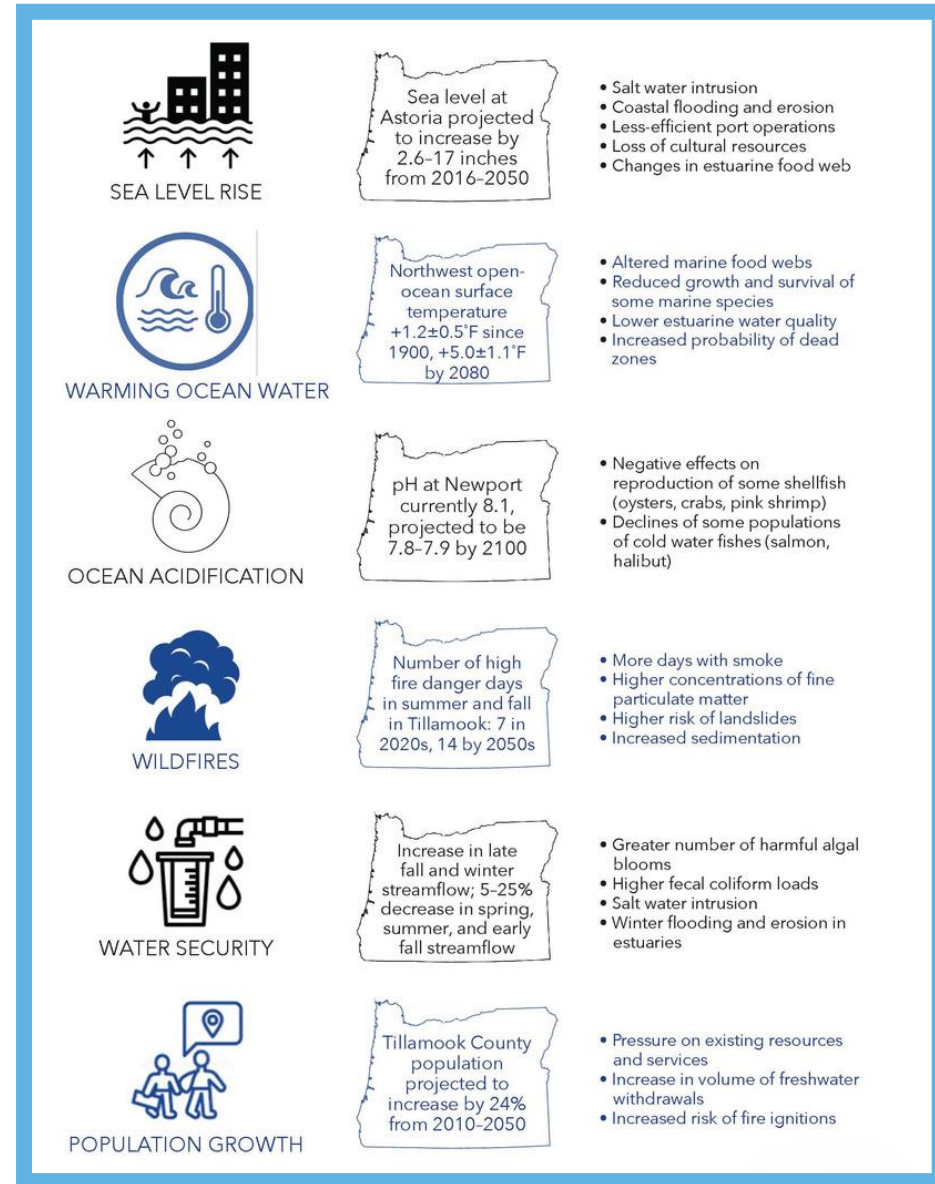 SEA LEVEL RISE
Sea level at
Astoria projected
to increase by
2.6–17 inches
from 2016–2050
• Salt water intrusion
• Coastal flooding and erosion
• Less-efficient port operations
• Loss of cultural resources
• Changes in estuarine food web
WARMING OCEAN WATER
Northwest open-
ocean surface
temperature
+1.2±0.5˚F since
1900, +5.0±1.1˚F
by 2080
• Altered marine food webs
• Reduced growth and survival of
some marine species
• Lower estuarine water quality
• Increased probability of dead
zones
OCEAN ACIDIFICATION
pH at Newport
currently 8.1,
projected to be
7.8–7.9 by 2100
• Negative effects on
reproduction of some shellfish
(oysters, crabs, pink shrimp)
• Declines of some populations
of cold water fishes (salmon,
halibut)
WILDFIRES
Number of high
fire danger days
in summer and fall
in Tillamook: 7 in
2020s, 14 by 2050s
• More days with smoke
• Higher concentrations of fine
particulate matter
• Higher risk of landslides
• Increased sedimentation
WATER SECURITY
Increase in late
fall and winter
streamflow; 5–25%
decrease in spring,
summer, and early
fall streamflow
• Greater number of harmful algal
blooms
• Higher fecal coliform loads
• Salt water intrusion
• Winter flooding and erosion in
estuaries
POPULATION GROWTH
Tillamook County
population
projected to
increase by 24%
from 2010–2050
• Pressure on existing resources
and services
• Increase in volume of freshwater
withdrawals
• Increased risk of fire ignitions